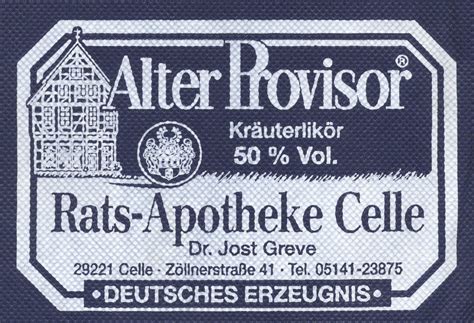 Alter Provisor®
Kräuterlikör
50 % Vol.
Rats-Apotheke Celle
Dr. Jost Greve
29221 Celle · Zöllnerstraße 41 · Tel. 05141-23875
· DEUTSCHES ERZEUGNIS ·